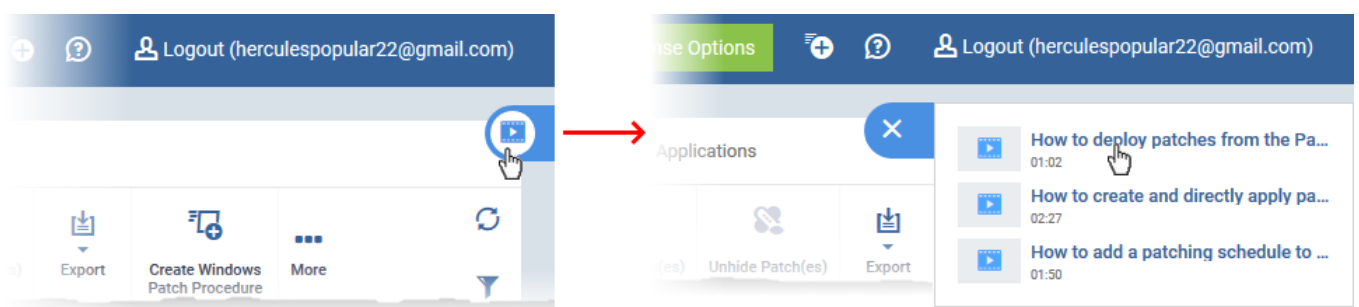 Logout (herculespopular22@gmail.com)
Export
Create Windows
Patch Procedure
More
nse Options
Logout (herculespopular22@gmail.com)
Applications
How to deploy patches from the Pa...
01:02
How to create and directly apply pa...
02:27
How to add a patching schedule to ...
01:50
Unhide Patch(es)
Export